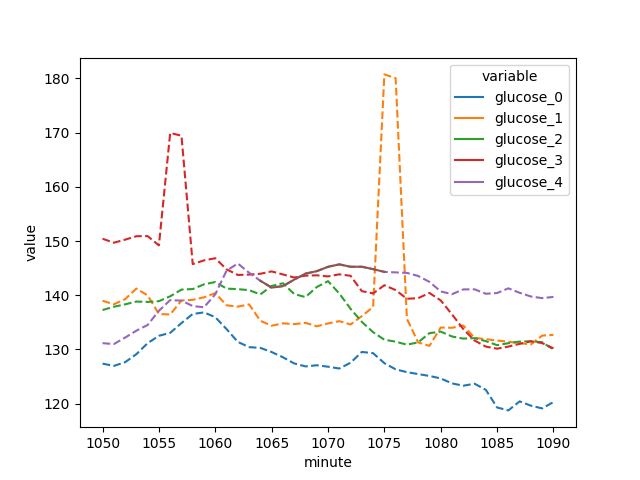 variable
glucose_0
glucose_1
glucose_2
glucose_3
glucose_4
value
180
170
160
150
140
130
120
1050 1055 1060 1065 1070 1075 1080 1085 1090
minute